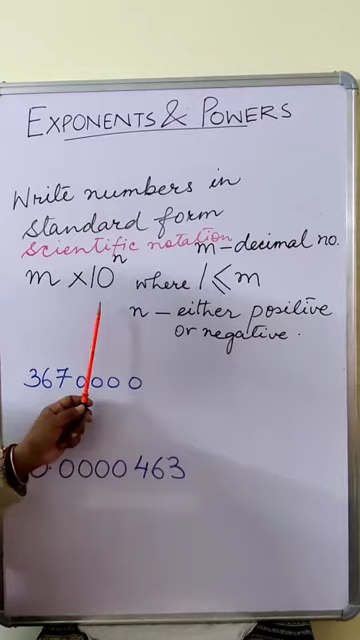 EXPONENTS & POWERS
Write numbers in
standard form
scientific notation
m – decimal no.
m × 10ⁿ where 1 ≤ m
n – either positive
or negative.
3670000
0.0000463